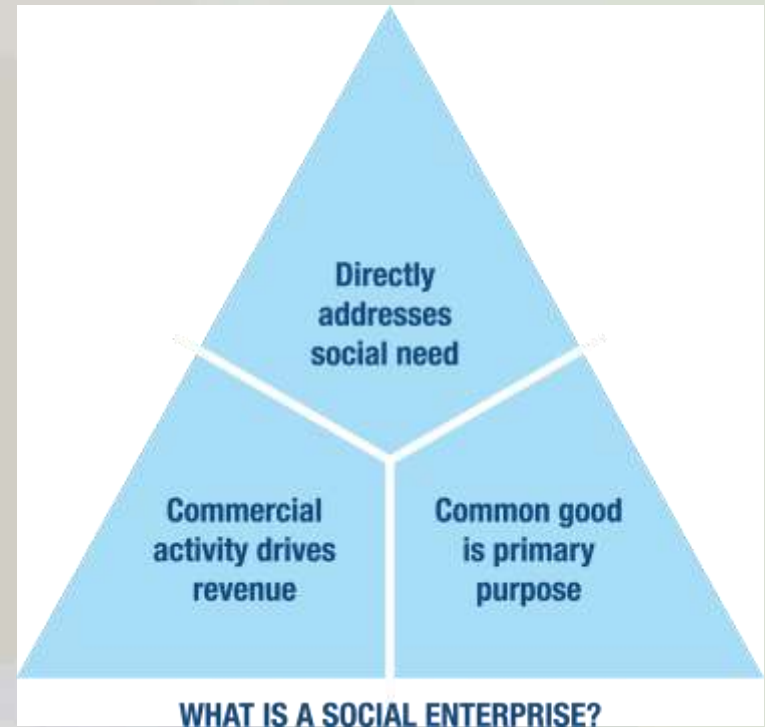 Directly
addresses
social need
Commercial
activity drives
revenue
Common good
is primary
purpose
WHAT IS A SOCIAL ENTERPRISE?